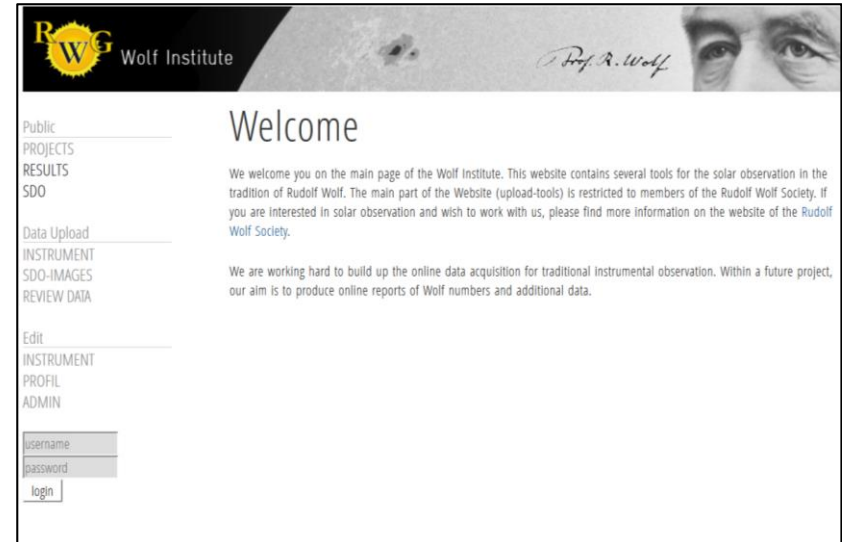 RWG
Wolf Institute
Prof. R. Wolf
Public
PROJECTS
RESULTS
SDO
Data Upload
INSTRUMENT
SDO-IMAGES
REVIEW DATA
Edit
INSTRUMENT
PROFIL
ADMIN
username
password
login
Welcome
We welcome you on the main page of the Wolf Institute. This website contains several tools for the solar observation in the
tradition of Rudolf Wolf. The main part of the Website (upload-tools) is restricted to members of the Rudolf Wolf Society. If
you are interested in solar observation and wish to work with us, please find more information on the website of the Rudolf
Wolf Society.
We are working hard to build up the online data acquisition for traditional instrumental observation. Within a future project,
our aim is to produce online reports of Wolf numbers and additional data.